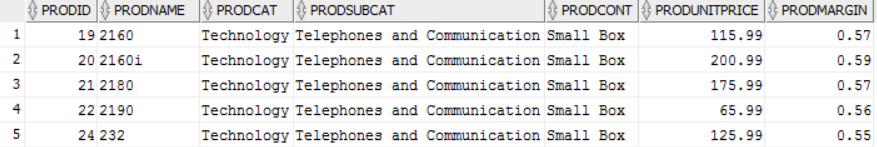 PRODID PRODNAME PRODCAT PRODSUBCAT PRODCONT PRODUNITPRICE PRODMARGIN
1 19 2160 Technology Telephones and Communication Small Box 115.99 0.57
2 20 2160i Technology Telephones and Communication Small Box 200.99 0.59
3 21 2180 Technology Telephones and Communication Small Box 175.99 0.57
4 22 2190 Technology Telephones and Communication Small Box 65.99 0.56
5 24 232 Technology Telephones and Communication Small Box 125.99 0.55